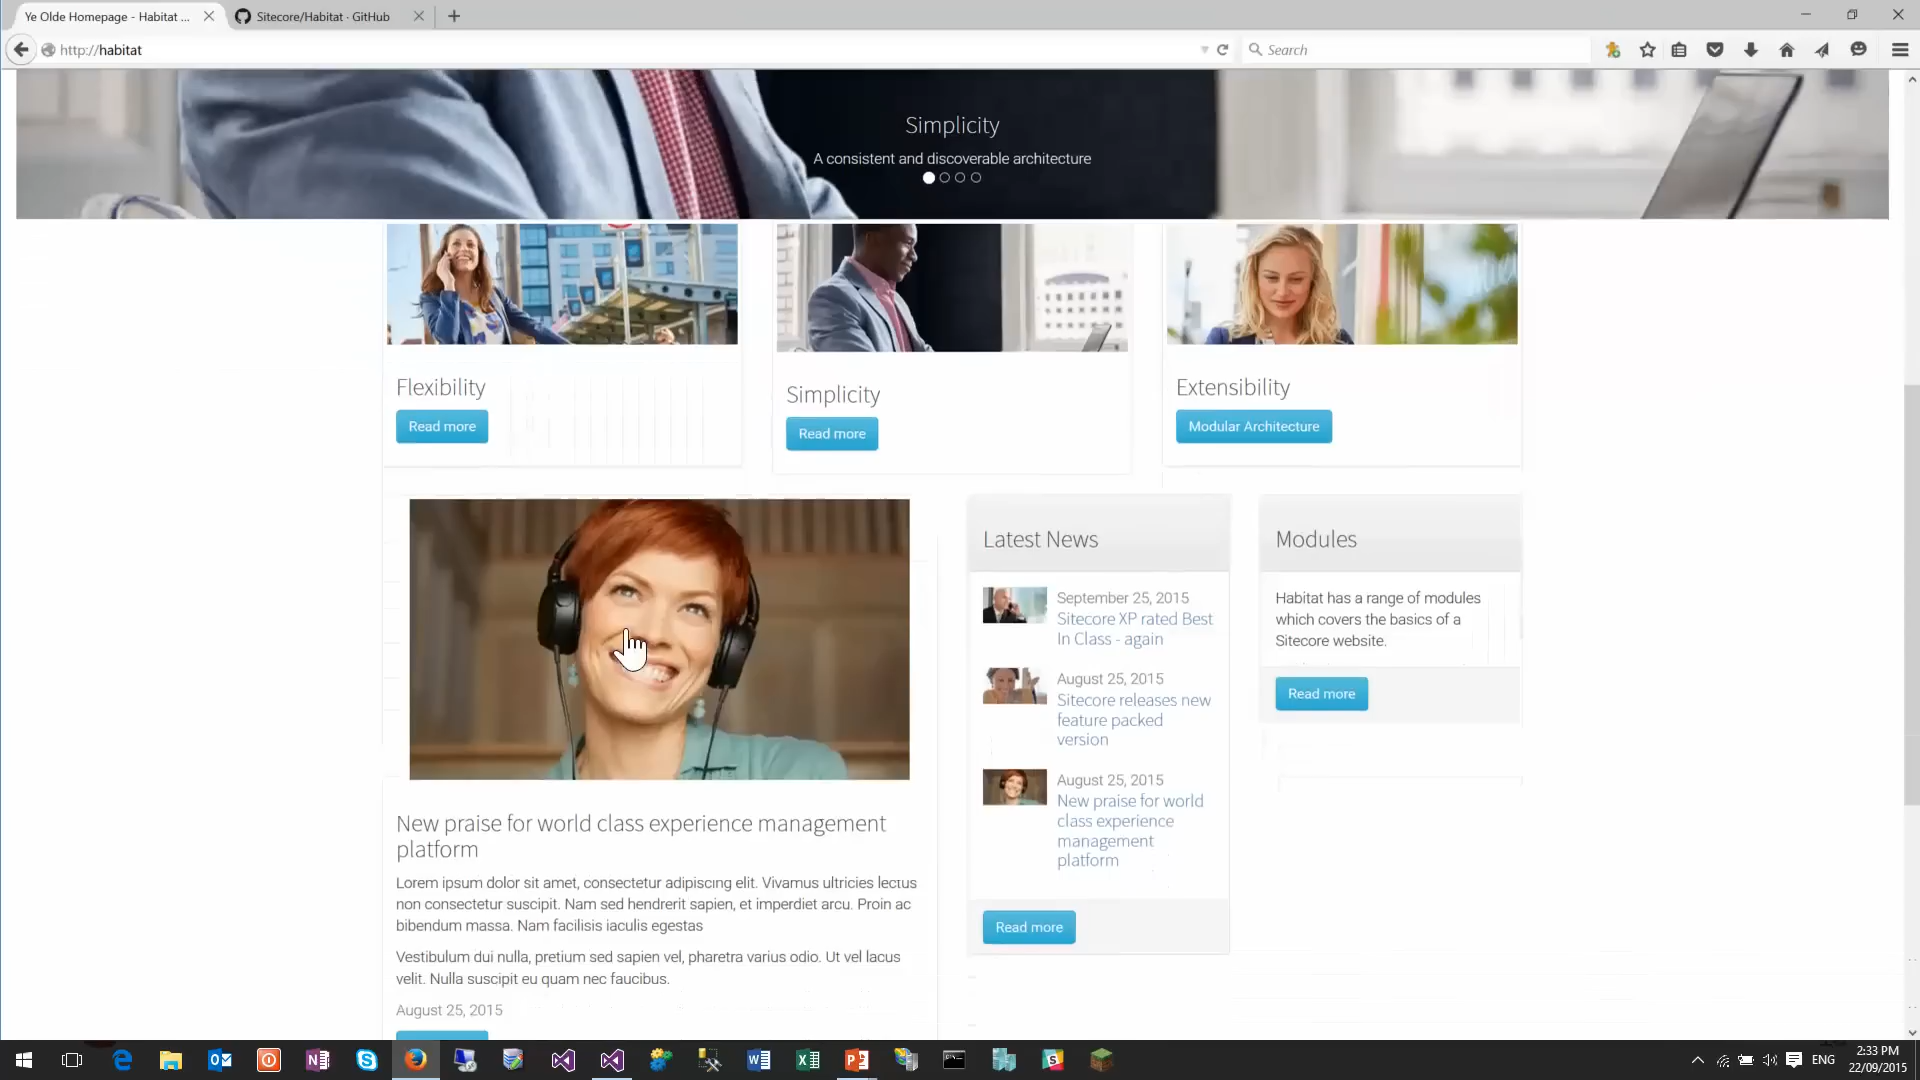 Ye Olde Homepage - Habitat ...
Sitecore/Habitat · GitHub
http://habitat
Search
Simplicity
A consistent and discoverable architecture
Flexibility
Read more
Simplicity
Read more
Extensibility
Modular Architecture
New praise for world class experience management
platform
Lorem ipsum dolor sit amet, consectetur adipiscing elit. Vivamus ultricies lectus
non consectetur suscipit. Nam sed hendrerit sapien, et imperdiet arcu. Proin ac
bibendum massa. Nam facilisis iaculis egestas
Vestibulum dui nulla, pretium sed sapien vel, pharetra varius odio. Ut vel lacus
velit. Nulla suscipit eu quam nec faucibus.
August 25, 2015
Latest News
September 25, 2015
Sitecore XP rated Best
In Class - again
August 25, 2015
Sitecore releases new
feature packed
version
August 25, 2015
New praise for world
class experience
management
platform
Read more
Modules
Habitat has a range of modules
which covers the basics of a
Sitecore website.
Read more
ENG
2:33 PM
22/09/2015